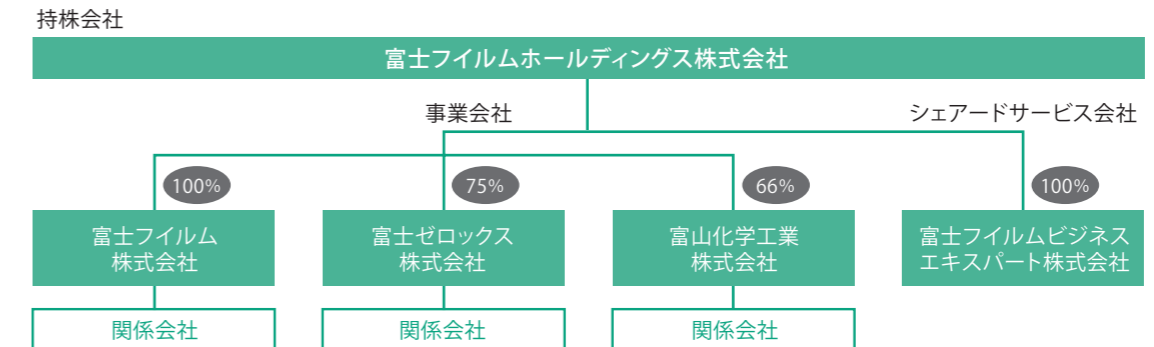 持株会社
富士フイルムホールディングス株式会社
事業会社
シェアードサービス会社
100%
75%
66%
100%
富士フイルム
株式会社
富士ゼロックス
株式会社
富山化学工業
株式会社
富士フイルムビジネス
エキスパート株式会社
関係会社
関係会社
関係会社